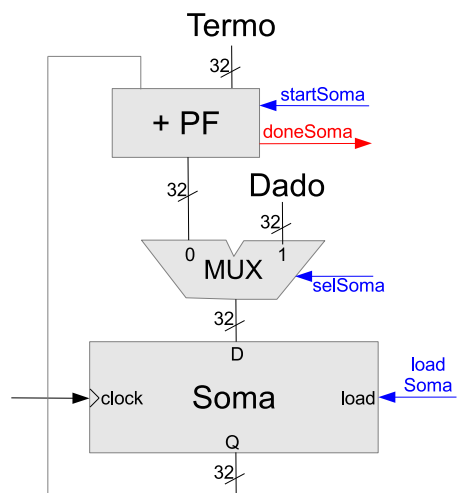 Termo
32
startSoma
+ PF
doneSoma
32
Dado
32
0
1
MUX
selSoma
32
D
load
Soma
clock
Soma
load
Q
32